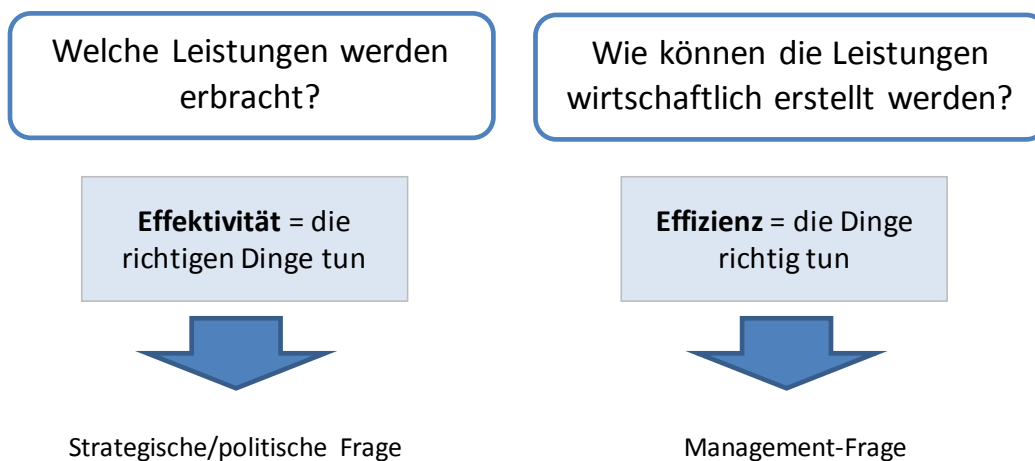 Welche Leistungen werden
erbracht?
Effektivität = die
richtigen Dinge tun
Strategische/politische Frage
Wie können die Leistungen
wirtschaftlich erstellt werden?
Effizienz = die Dinge
richtig tun
Management-Frage